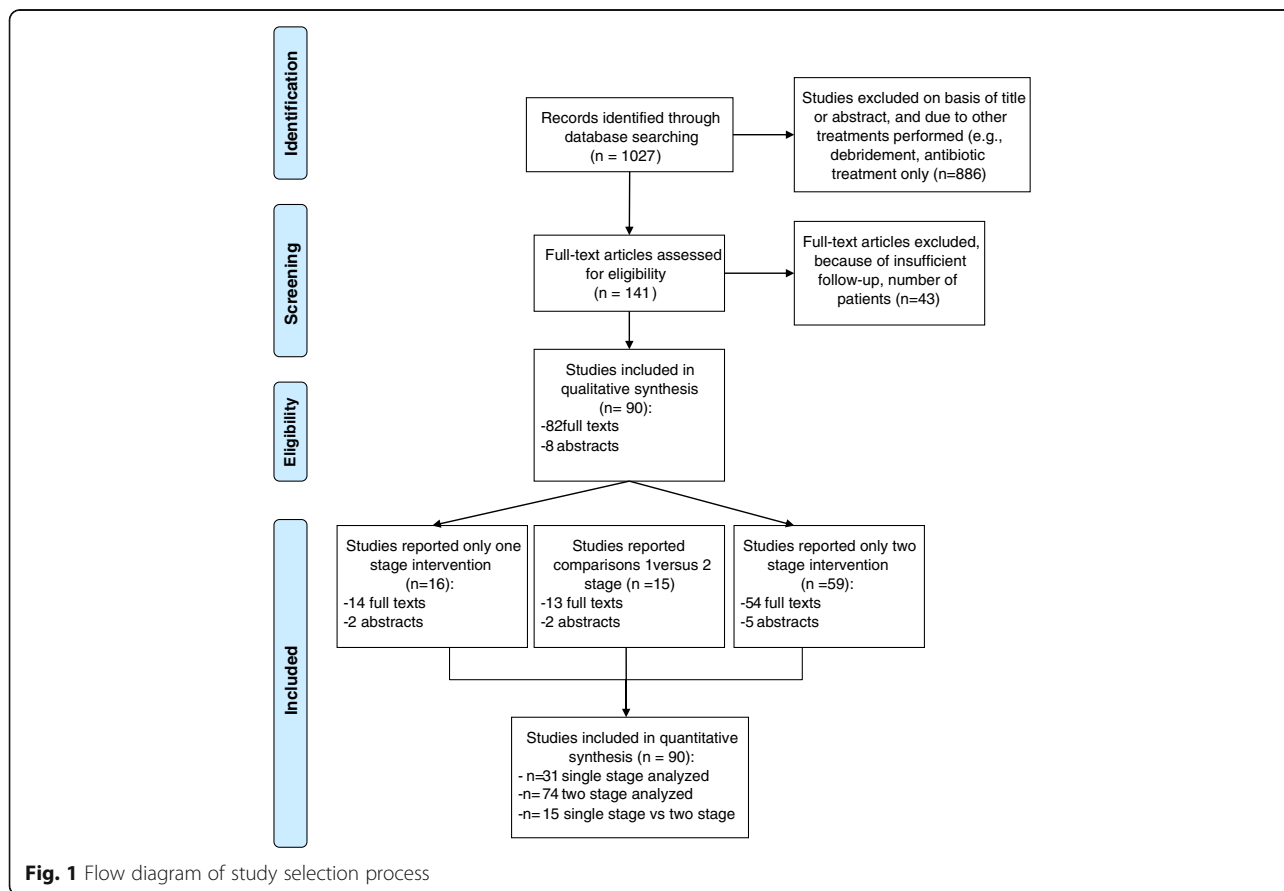 Identification
Records identified through
database searching
(n = 1027)
Studies excluded on basis of title
or abstract, and due to other
treatments performed (e.g.,
debridement, antibiotic
treatment only (n=886)
Screening
Full-text articles assessed
for eligibility
(n = 141)
Full-text articles excluded,
because of insufficient
follow-up, number of
patients (n=43)
Eligibility
Studies included in
qualitative synthesis
(n= 90):
-82full texts
-8 abstracts
Included
Studies reported only one
stage intervention
(n=16):
-14 full texts
-2 abstracts
Studies reported
comparisons 1versus 2
stage (n =15)
-13 full texts
-2 abstracts
Studies reported only two
stage intervention
(n =59):
-54 full texts
-5 abstracts
Studies included in quantitative
synthesis (n = 90):
- n=31 single stage analyzed
-n= 74 two stage analyzed
-n= 15 single stage vs two stage
Fig. 1 Flow diagram of study selection process